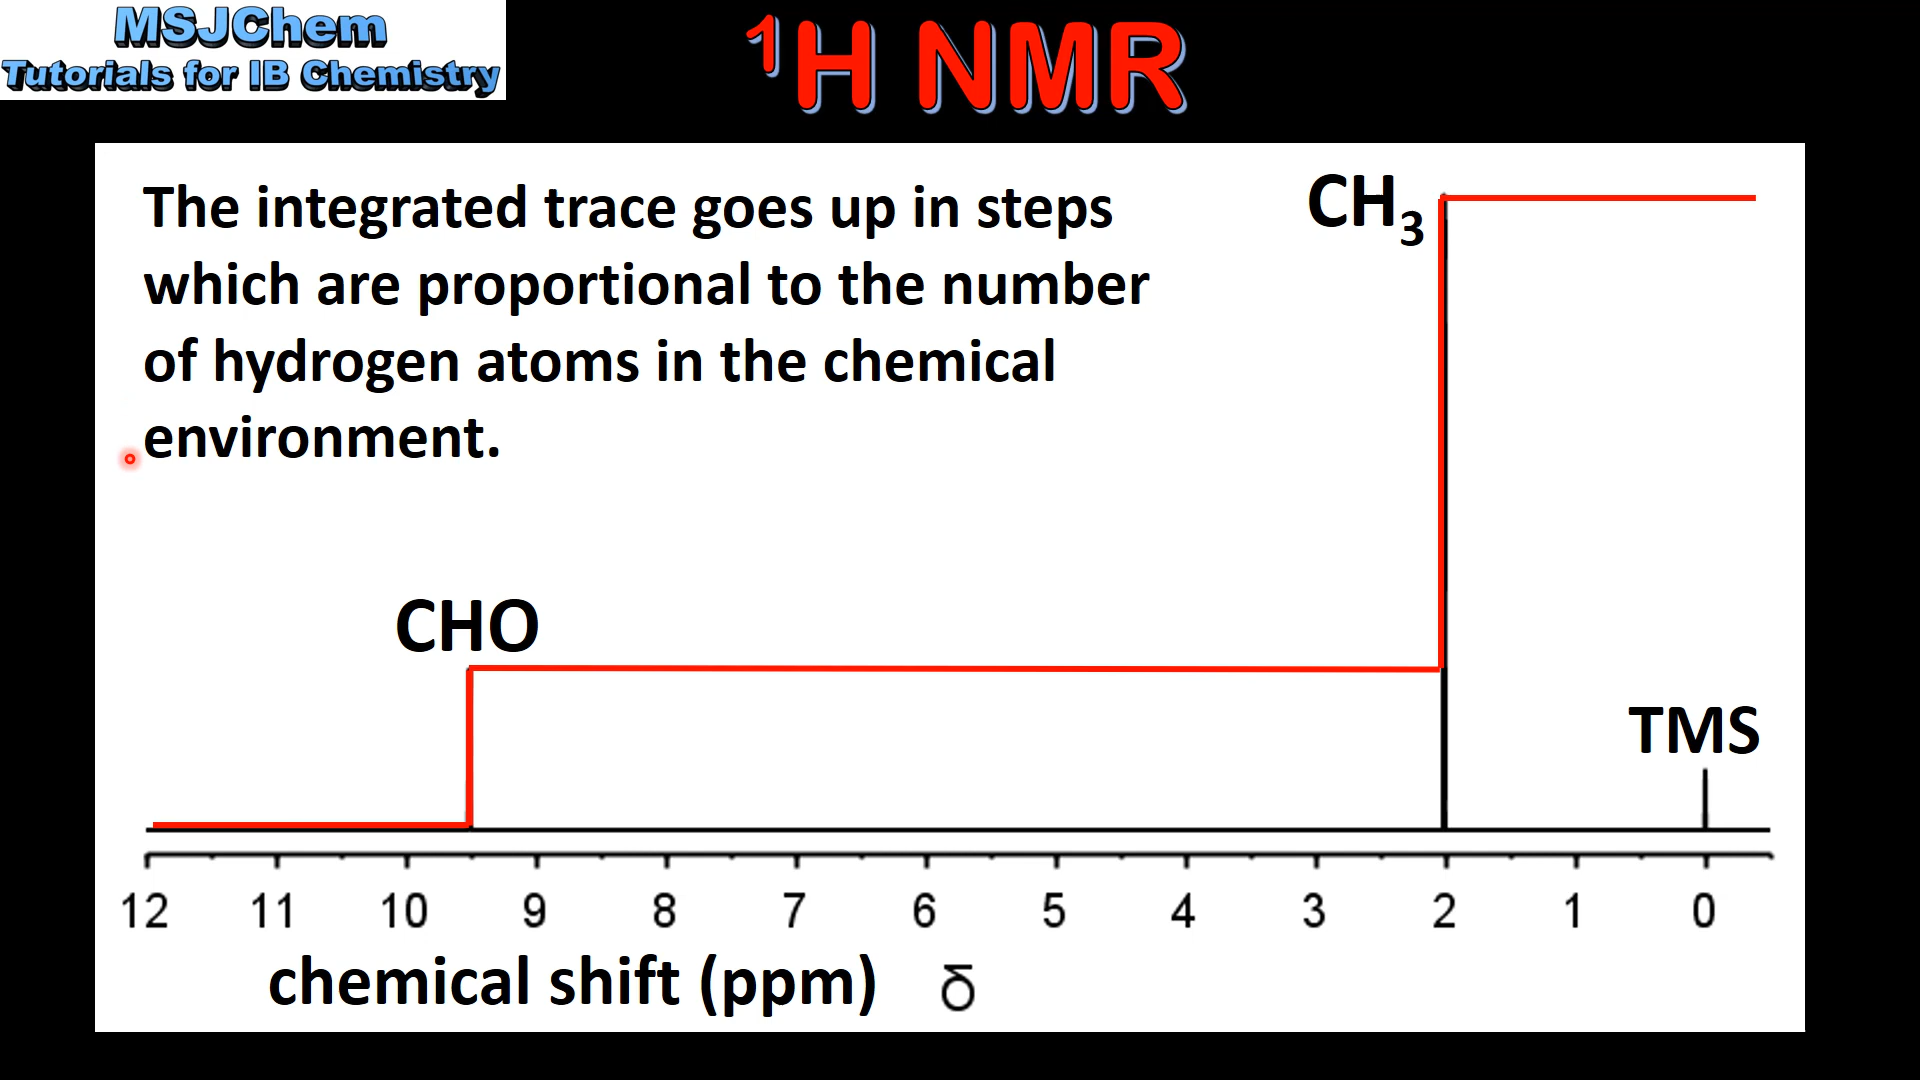 MSJChem
Tutorials for IB Chemistry
¹H NMR
The integrated trace goes up in steps
which are proportional to the number
of hydrogen atoms in the chemical
environment.
CH₃
CHO
TMS
12 11 10 9 8 7 6 5 4 3 2 1 0
chemical shift (ppm) δ